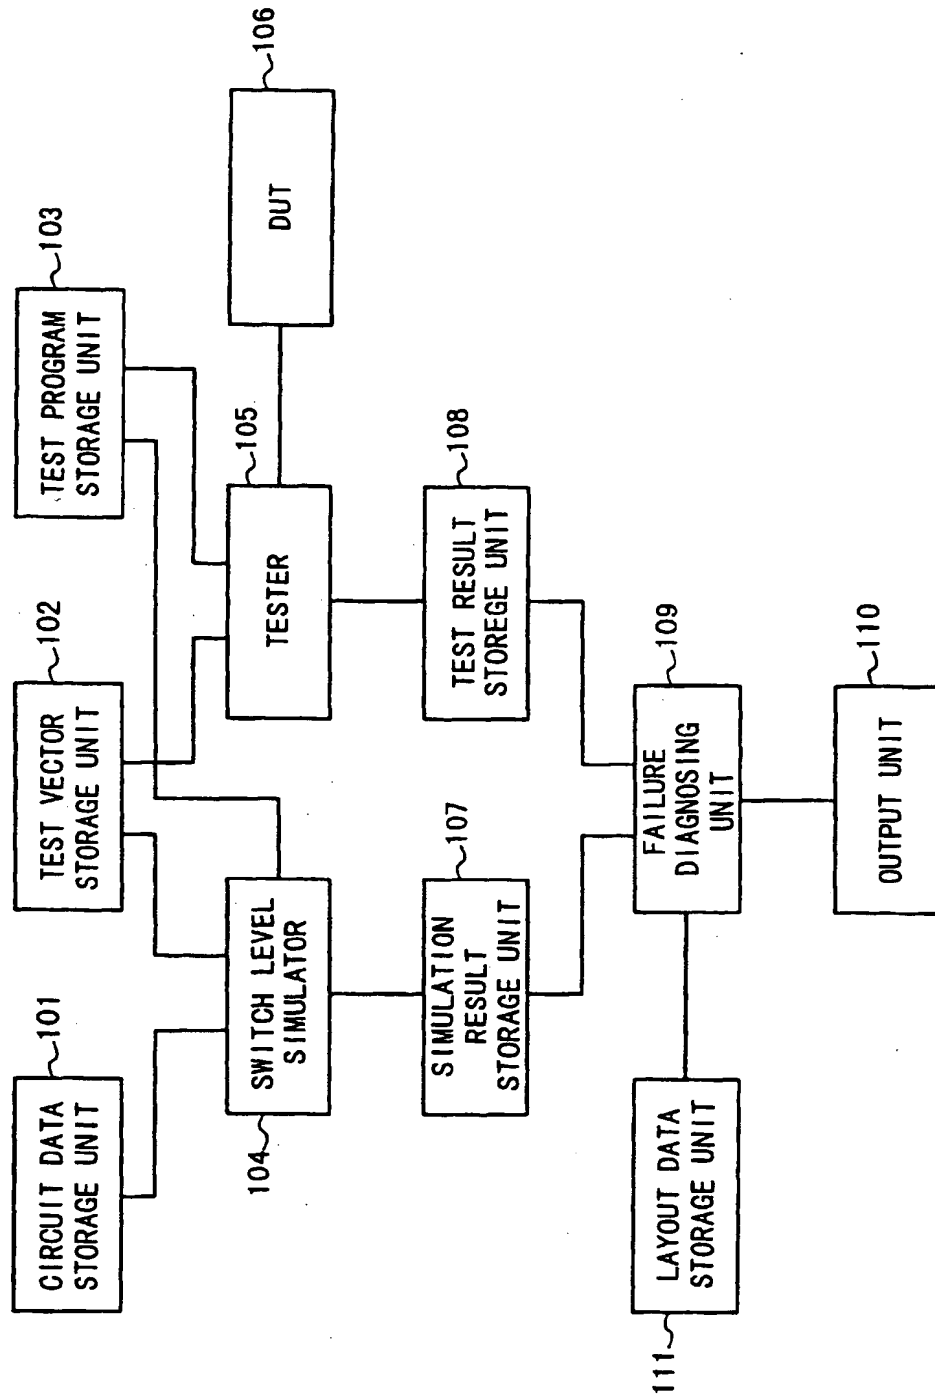 101
CIRCUIT DATA
STORAGE UNIT
102
TEST VECTOR
STORAGE UNIT
103
TEST PROGRAM
STORAGE UNIT
104
SWITCH LEVEL
SIMULATOR
105
TESTER
106
DUT
107
SIMULATION
RESULT
STORAGE UNIT
108
TEST RESULT
STOREGE UNIT
109
FAILURE
DIAGNOSING
UNIT
111
LAYOUT DATA
STORAGE UNIT
110
OUTPUT UNIT